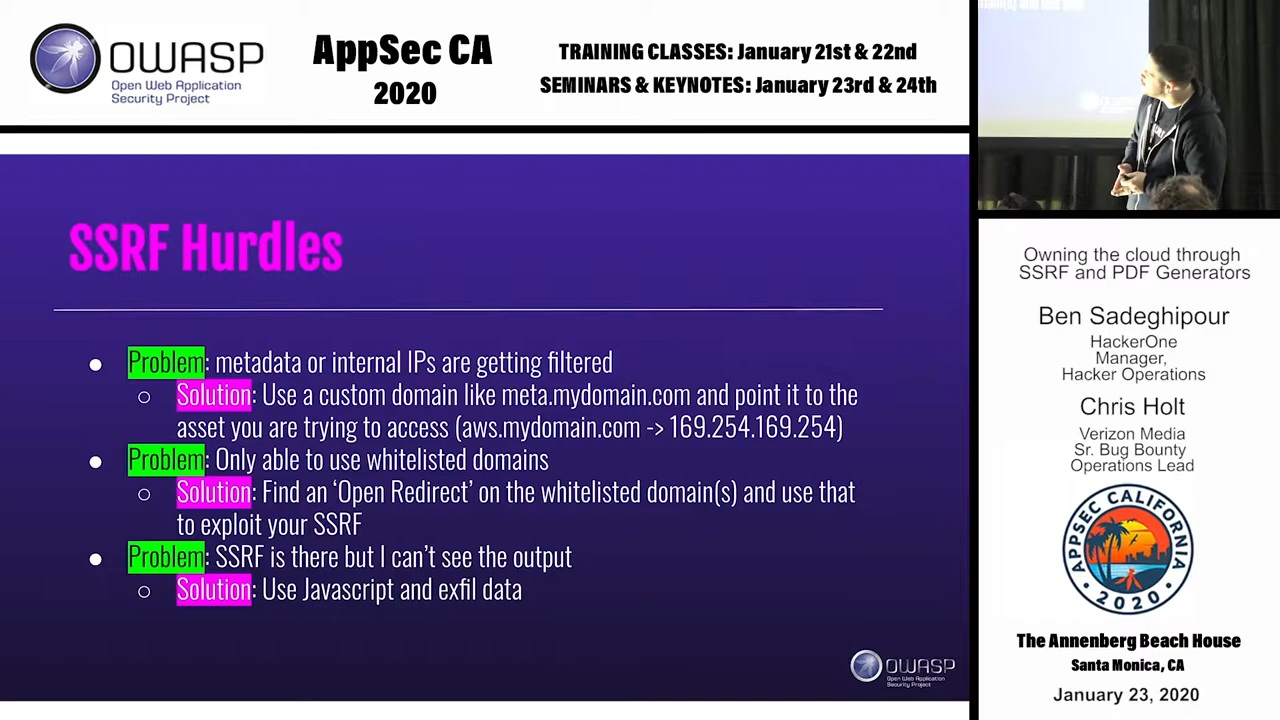 OWASP
Open Web Application
Security Project
AppSec CA
2020
TRAINING CLASSES: January 21st & 22nd
SEMINARS & KEYNOTES: January 23rd & 24th
SSRF Hurdles
● Problem: metadata or internal IPs are getting filtered
○ Solution: Use a custom domain like meta.mydomain.com and point it to the
asset you are trying to access (aws.mydomain.com -> 169.254.169.254)
● Problem: Only able to use whitelisted domains
○ Solution: Find an ‘Open Redirect’ on the whitelisted domain(s) and use that
to exploit your SSRF
● Problem: SSRF is there but I can’t see the output
○ Solution: Use Javascript and exfil data
OWASP
Open Web Application
Security Project
Owning the cloud through
SSRF and PDF Generators
Ben Sadeghipour
HackerOne
Manager,
Hacker Operations
Chris Holt
Verizon Media
Sr. Bug Bounty
Operations Lead
APPSEC CALIFORNIA
• 2020 •
The Annenberg Beach House
Santa Monica, CA
January 23, 2020